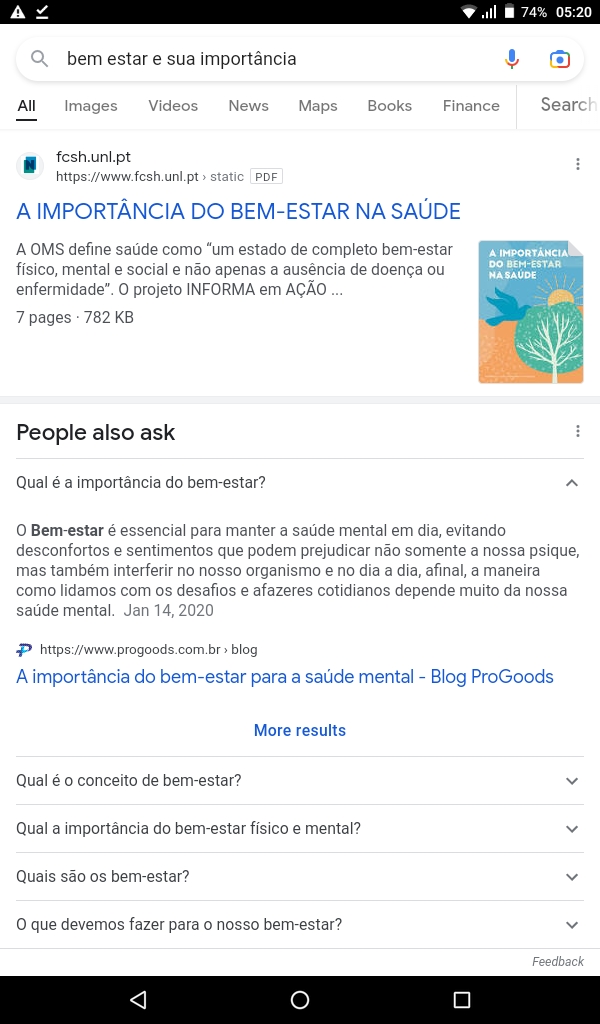 74% 05:20
bem estar e sua importância
All Images Videos News Maps Books Finance Search
fcsh.unl.pt
https://www.fcsh.unl.pt › static PDF
A IMPORTÂNCIA DO BEM-ESTAR NA SAÚDE
A OMS define saúde como “um estado de completo bem-estar
físico, mental e social e não apenas a ausência de doença ou
enfermidade”. O projeto INFORMA em AÇÃO ...
7 pages · 782 KB
A IMPORTÂNCIA
DO BEM-ESTAR
NA SAÚDE
People also ask
Qual é a importância do bem-estar?
O Bem-estar é essencial para manter a saúde mental em dia, evitando
desconfortos e sentimentos que podem prejudicar não somente a nossa psique,
mas também interferir no nosso organismo e no dia a dia, afinal, a maneira
como lidamos com os desafios e afazeres cotidianos depende muito da nossa
saúde mental. Jan 14, 2020
https://www.progoods.com.br › blog
A importância do bem-estar para a saúde mental - Blog ProGoods
More results
Qual é o conceito de bem-estar?
Qual a importância do bem-estar físico e mental?
Quais são os bem-estar?
O que devemos fazer para o nosso bem-estar?
Feedback